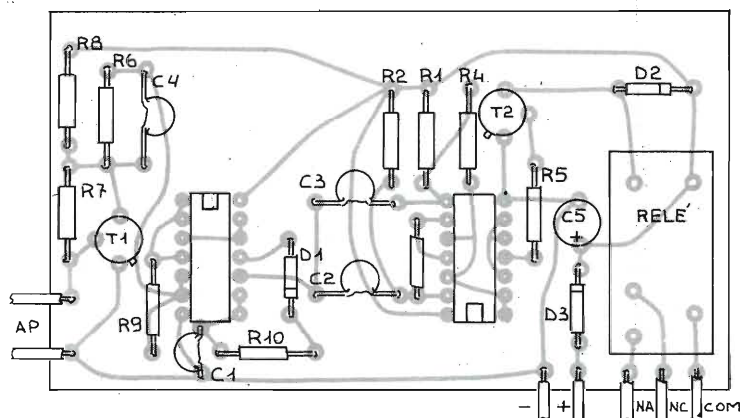 R8
R6
C4
R2
R1
R4
D2
T2
R7
C3
R5
C5
+
RELE'
T1
D1
C2
AP
R9
R10
C1
D3
- +
NA
NC
COM